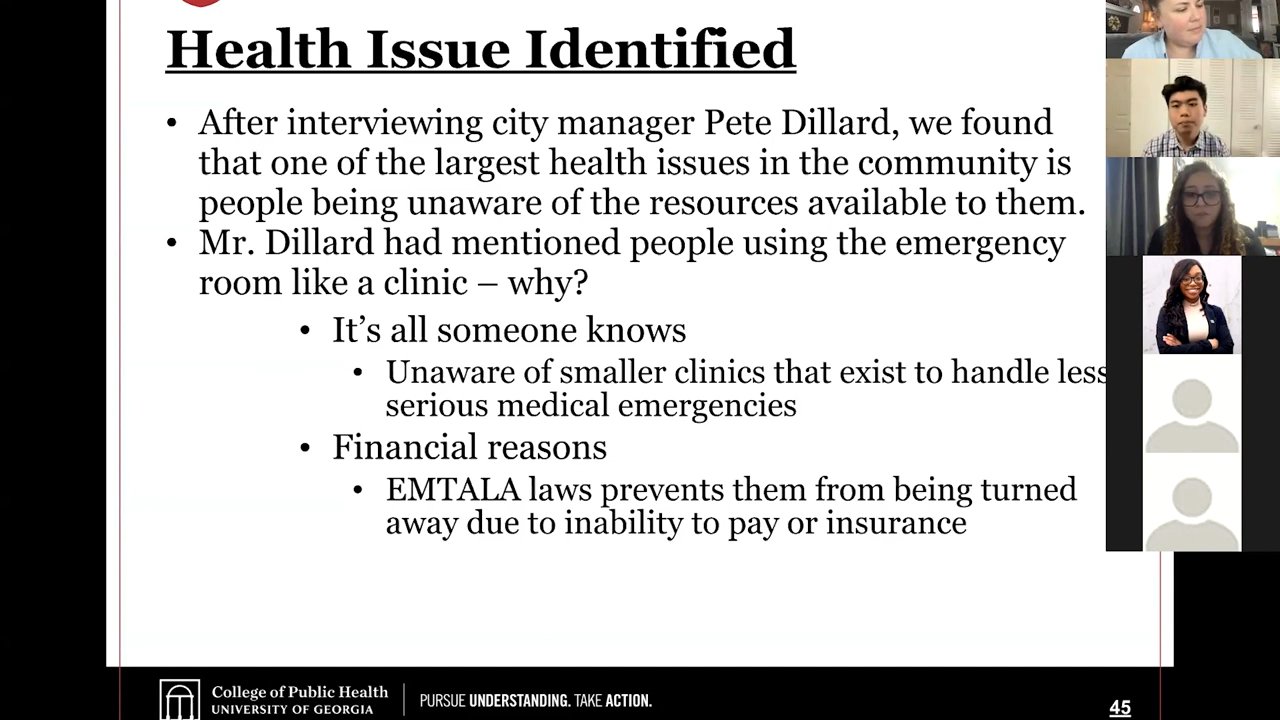 Health Issue Identified
• After interviewing city manager Pete Dillard, we found
that one of the largest health issues in the community is
people being unaware of the resources available to them.
• Mr. Dillard had mentioned people using the emergency
room like a clinic – why?
• It’s all someone knows
• Unaware of smaller clinics that exist to handle less
serious medical emergencies
• Financial reasons
• EMTALA laws prevents them from being turned
away due to inability to pay or insurance
College of Public Health
UNIVERSITY OF GEORGIA
PURSUE UNDERSTANDING. TAKE ACTION.
45